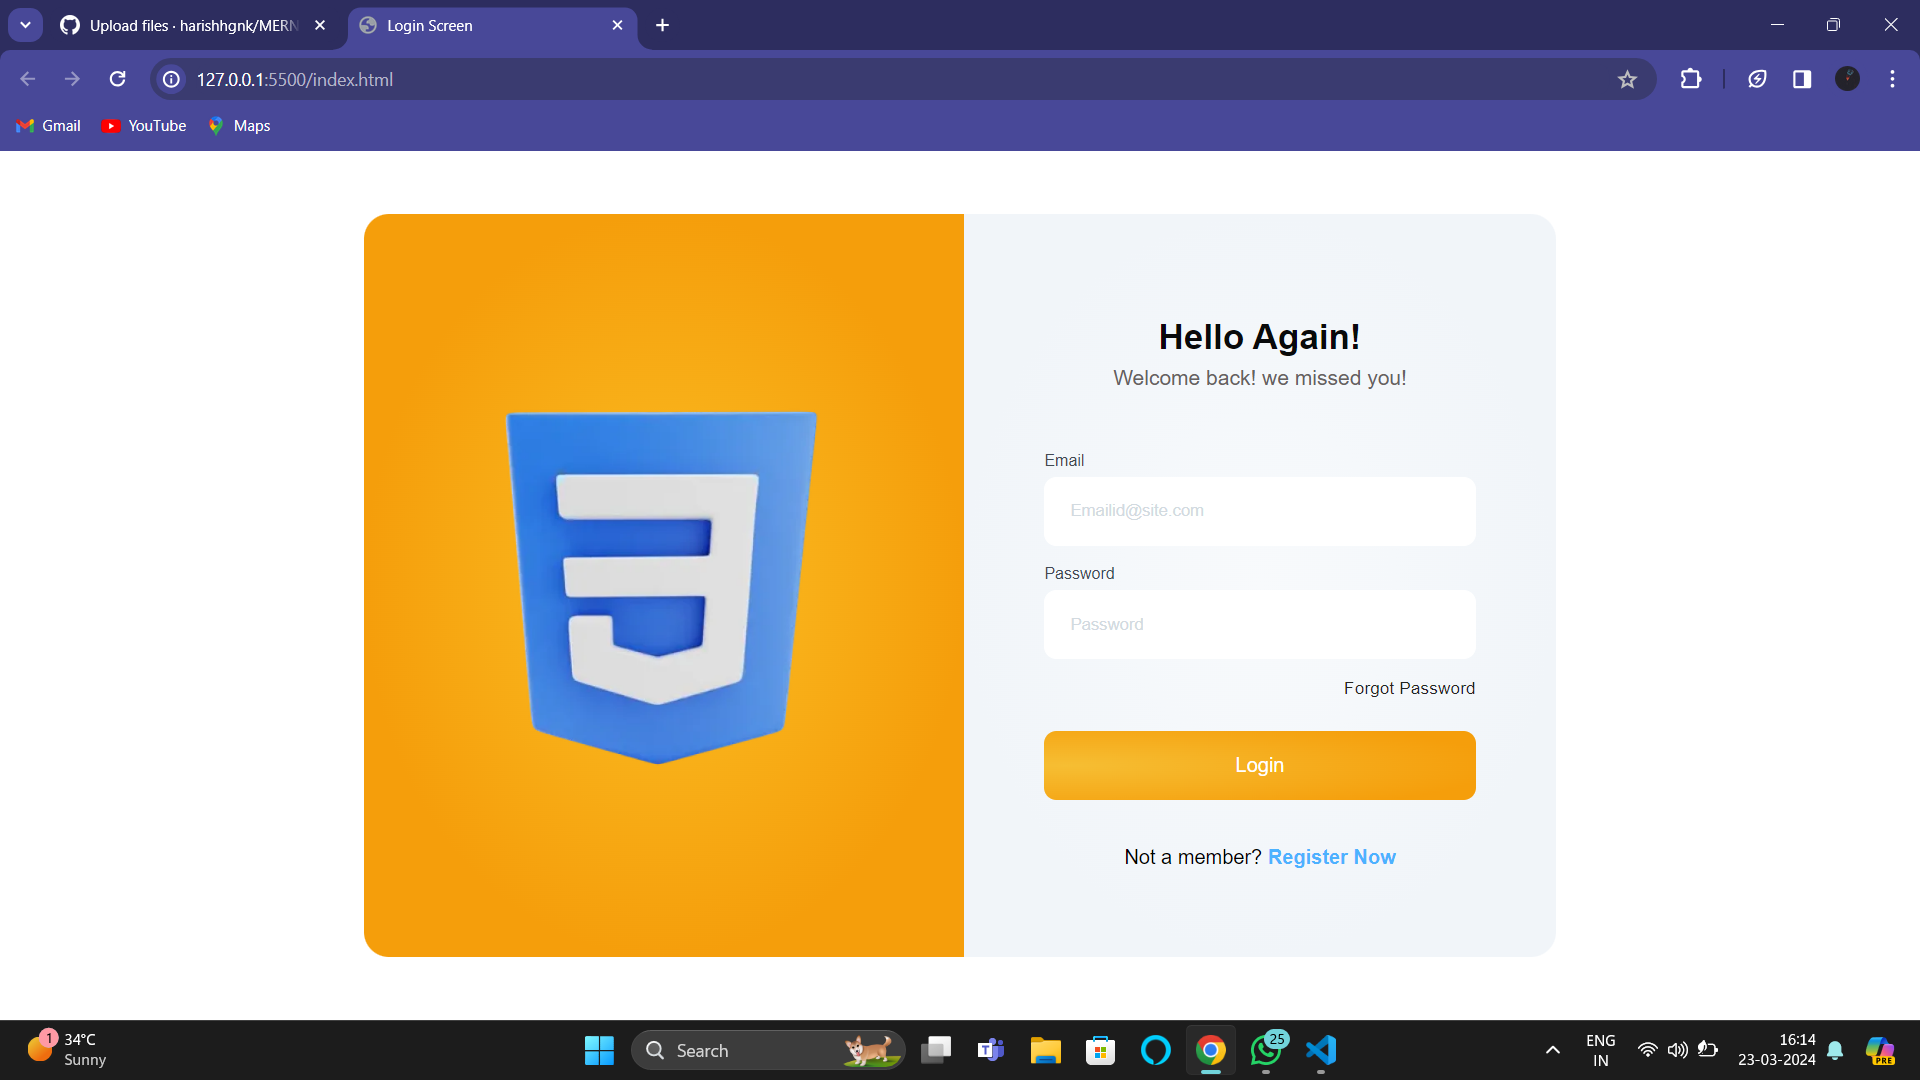 Upload files · harishhgnk/MERN
Login Screen
127.0.0.1:5500/index.html
Gmail
YouTube
Maps
Hello Again!
Welcome back! we missed you!
Email
Emailid@site.com
Password
Password
Forgot Password
Login
Not a member? Register Now
1
34°C
Sunny
Search
25
ENG
IN
16:14
23-03-2024
PRE